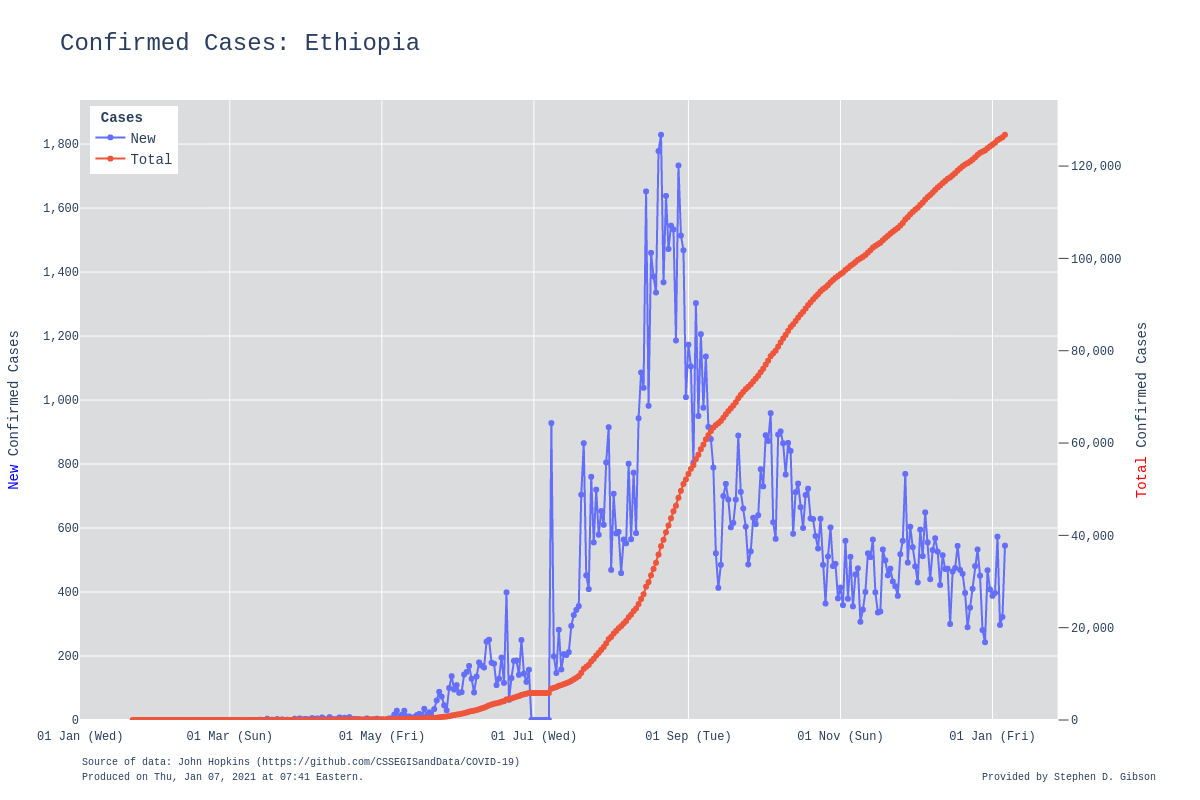 Confirmed Cases: Ethiopia
Cases
New
Total
1,800
1,600
1,400
1,200
1,000
800
600
400
200
0
New Confirmed Cases
120,000
100,000
80,000
60,000
40,000
20,000
0
Total Confirmed Cases
01 Jan (Wed) 01 Mar (Sun) 01 May (Fri) 01 Jul (Wed) 01 Sep (Tue) 01 Nov (Sun) 01 Jan (Fri)
Source of data: John Hopkins (https://github.com/CSSEGISandData/COVID-19)
Produced on Thu, Jan 07, 2021 at 07:41 Eastern.
Provided by Stephen D. Gibson